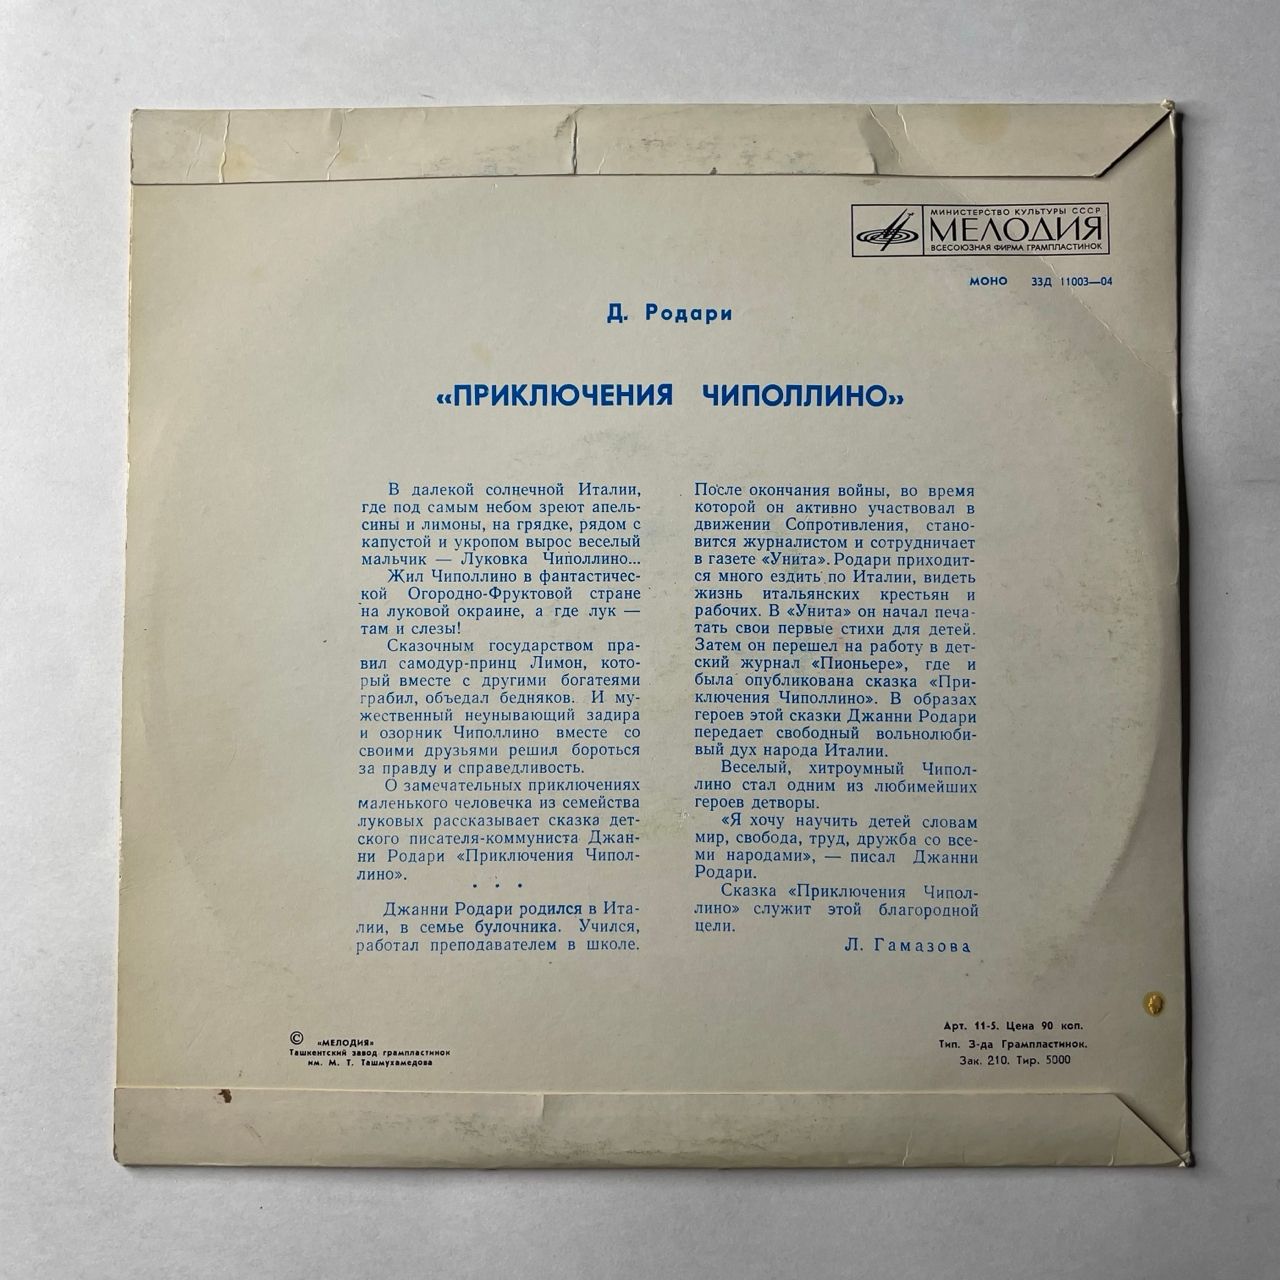 МИНИСТЕРСТВО КУЛЬТУРЫ СССР
МЕЛОДИЯ
ВСЕСОЮЗНАЯ ФИРМА ГРАМПЛАСТИНОК
МОНО 33Д 11003—04
Д. Родари
«ПРИКЛЮЧЕНИЯ ЧИПОЛЛИНО»
В далекой солнечной Италии,
где под самым небом зреют апель-
сины и лимоны, на грядке, рядом с
капустой и укропом вырос веселый
мальчик — Луковка Чиполлино...
Жил Чиполлино в фантастичес-
кой Огородно-Фруктовой стране
на луковой окраине, а где лук —
там и слезы!
Сказочным государством пра-
вил самодур-принц Лимон, кото-
рый вместе с другими богатеями
грабил, объедал бедняков. И му-
жественный неунывающий задира
и озорник Чиполлино вместе со
своими друзьями решил бороться
за правду и справедливость.
О замечательных приключениях
маленького человечка из семейства
луковых рассказывает сказка дет-
ского писателя-коммуниста Джан-
ни Родари «Приключения Чипол-
лино».
• • •
Джанни Родари родился в Ита-
лии, в семье булочника. Учился,
работал преподавателем в школе.
После окончания войны, во время
которой он активно участвовал в
движении Сопротивления, стано-
вится журналистом и сотрудничает
в газете «Унита». Родари приходит-
ся много ездить по Италии, видеть
жизнь итальянских крестьян и
рабочих. В «Унита» он начал печа-
тать свои первые стихи для детей.
Затем он перешел на работу в дет-
ский журнал «Пионьере», где и
была опубликована сказка «При-
ключения Чиполлино». В образах
героев этой сказки Джанни Родари
передает свободный вольнолюби-
вый дух народа Италии.
Веселый, хитроумный Чипол-
лино стал одним из любимейших
героев детворы.
«Я хочу научить детей словам
мир, свобода, труд, дружба со все-
ми народами», — писал Джанни
Родари.
Сказка «Приключения Чипол-
лино» служит этой благородной
цели.
Л. Гамазова
© «МЕЛОДИЯ»
Ташкентский завод грампластинок
им. М. Т. Ташмухамедова
Арт. 11-5. Цена 90 коп.
Тип. З-да Грампластинок.
Зак. 210. Тир. 5000